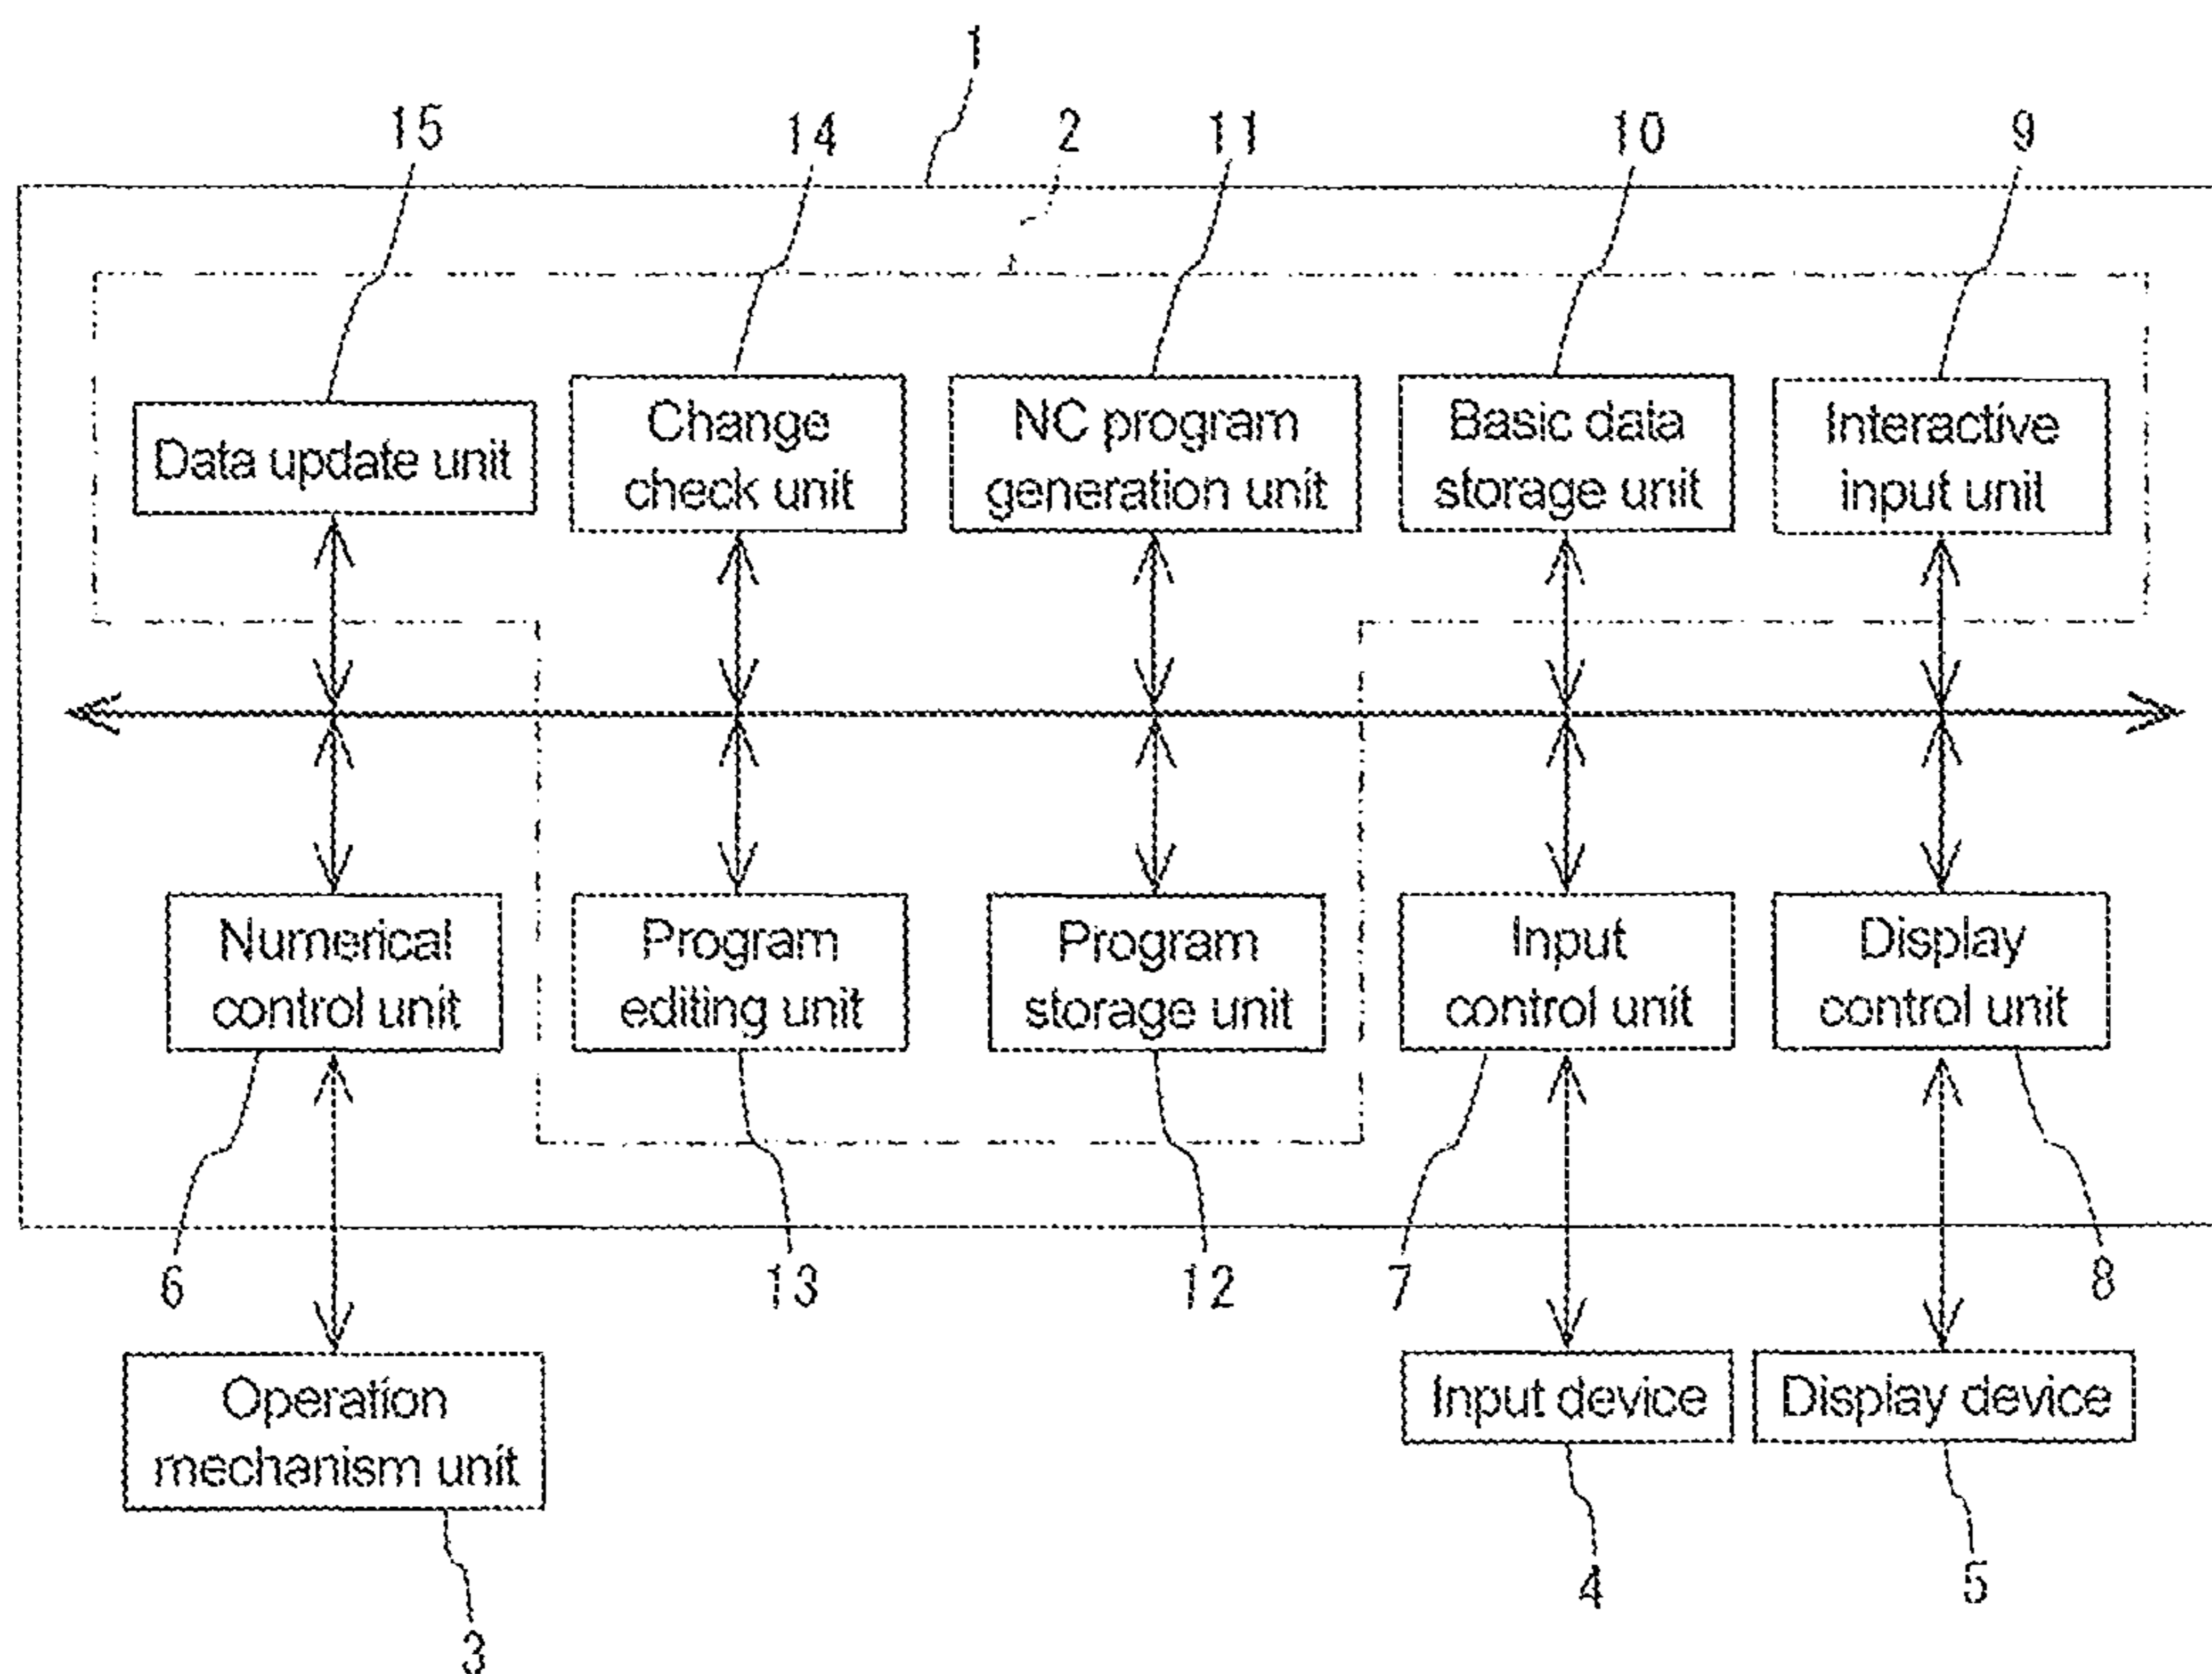 1
15
14
2
11
10
9
Data update unit
Change
check unit
NC program
generation unit
Basic data
storage unit
Interactive
input unit
Numerical
control unit
Program
editing unit
Program
storage unit
Input
control unit
Display
control unit
6
13
12
7
8
Operation
mechanism unit
Input device
Display device
3
4
5